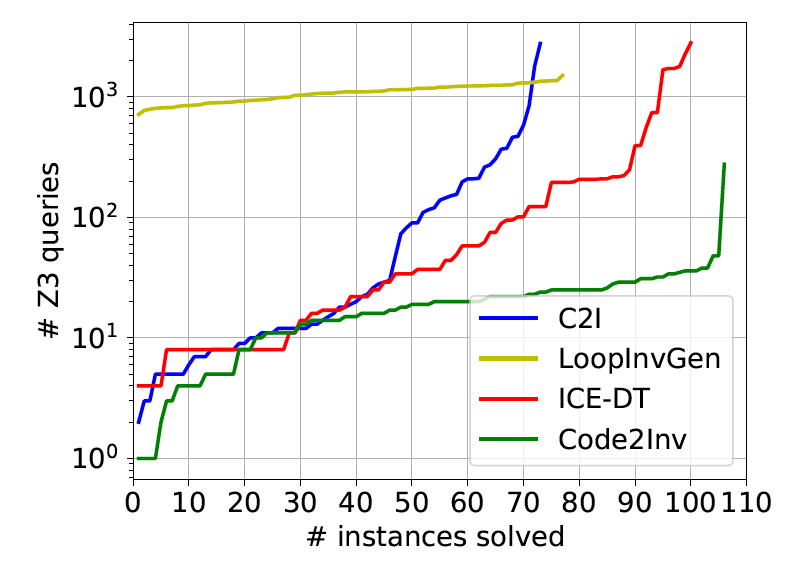 # Z3 queries
10³
10²
10¹
10⁰
C2I
LoopInvGen
ICE-DT
Code2Inv
0 10 20 30 40 50 60 70 80 90 100 110
# instances solved